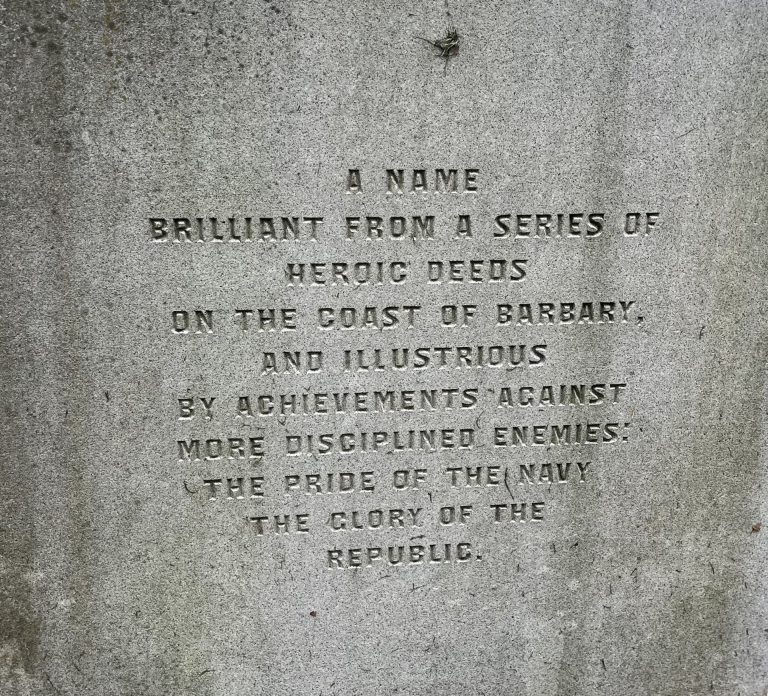 A NAME
BRILLIANT FROM A SERIES OF
HEROIC DEEDS
ON THE COAST OF BARBARY,
AND ILLUSTRIOUS
BY ACHIEVEMENTS AGAINST
MORE DISCIPLINED ENEMIES:
THE PRIDE OF THE NAVY
THE GLORY OF THE
REPUBLIC.